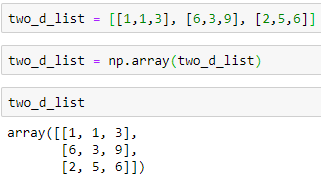 two_d_list = [[1,1,3], [6,3,9], [2,5,6]]
two_d_list = np.array(two_d_list)
two_d_list
array([[1, 1, 3],
       [6, 3, 9],
       [2, 5, 6]])